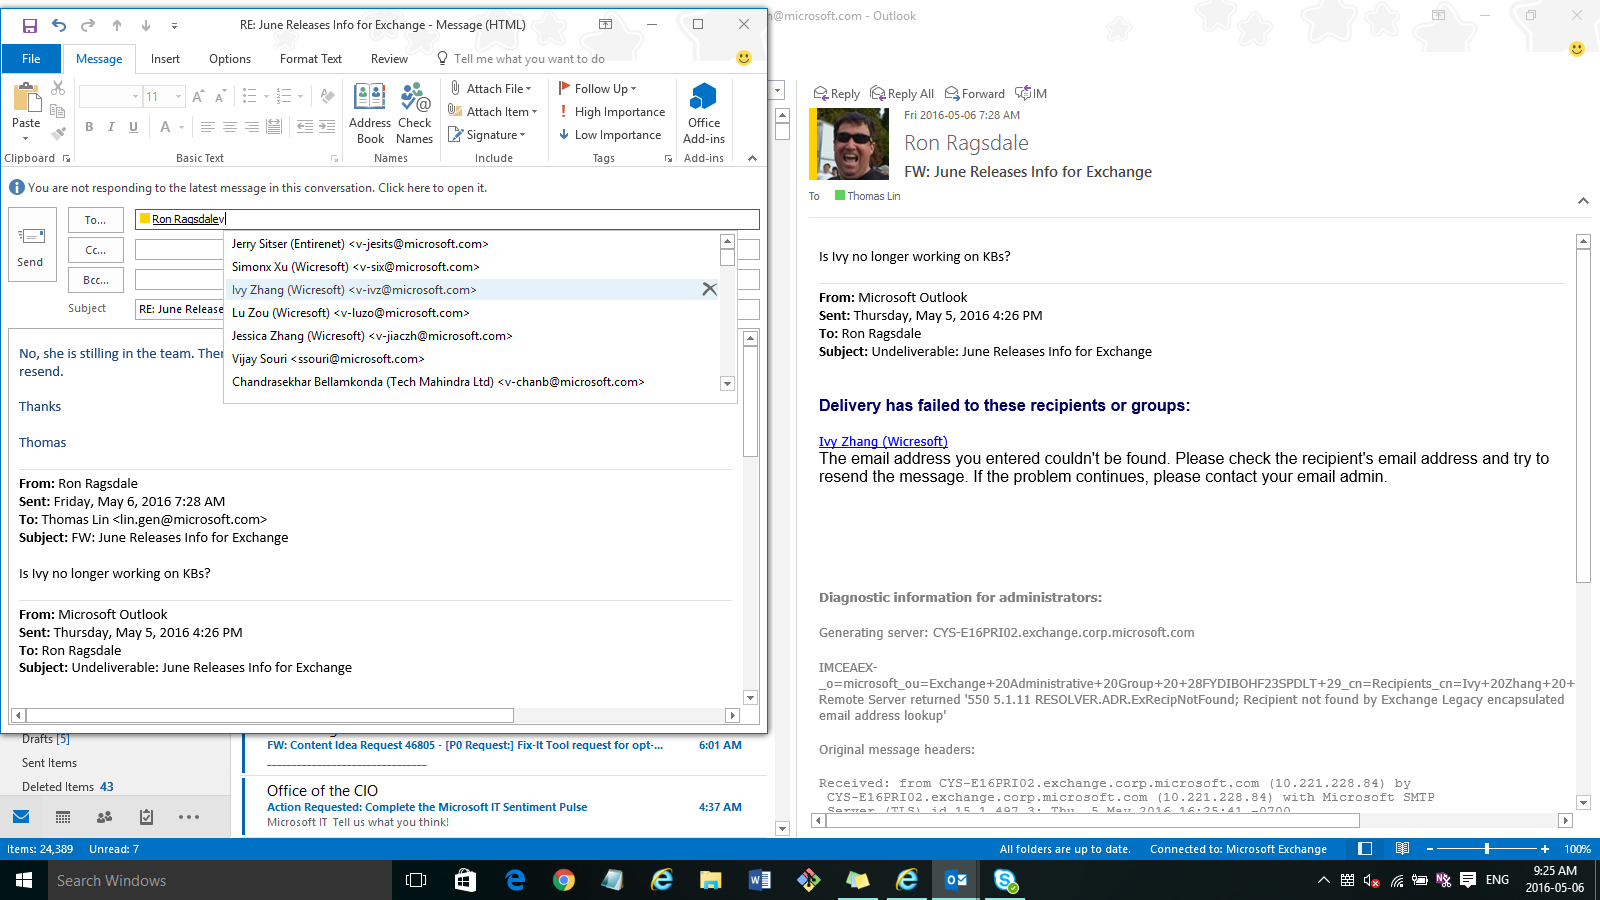 RE: June Releases Info for Exchange - Message (HTML)
@microsoft.com - Outlook
File
Message
Insert
Options
Format Text
Review
Tell me what you want to do
Paste
11
B I U
A
Clipboard
Basic Text
Address Book
Check Names
Names
Attach File
Attach Item
Signature
Include
Follow Up
High Importance
Low Importance
Tags
Office Add-ins
Add-ins
You are not responding to the latest message in this conversation. Click here to open it.
Send
To...
Ron Ragsdalev
Cc...
Bcc...
Subject
RE: June Release
Jerry Sitser (Entirenet) <v-jesits@microsoft.com>
Simonx Xu (Wicresoft) <v-six@microsoft.com>
Ivy Zhang (Wicresoft) <v-ivz@microsoft.com>
Lu Zou (Wicresoft) <v-luzo@microsoft.com>
Jessica Zhang (Wicresoft) <v-jiaczh@microsoft.com>
Vijay Souri <ssouri@microsoft.com>
Chandrasekhar Bellamkonda (Tech Mahindra Ltd) <v-chanb@microsoft.com>
No, she is stilling in the team. Ther
resend.
Thanks
Thomas
From: Ron Ragsdale
Sent: Friday, May 6, 2016 7:28 AM
To: Thomas Lin <lin.gen@microsoft.com>
Subject: FW: June Releases Info for Exchange
Is Ivy no longer working on KBs?
From: Microsoft Outlook
Sent: Thursday, May 5, 2016 4:26 PM
To: Ron Ragsdale
Subject: Undeliverable: June Releases Info for Exchange
Drafts [5]
Sent Items
Deleted Items 43
FW: Content Idea Request 46805 - [P0 Request:] Fix-It Tool request for opt-... 6:01 AM
Office of the CIO
Action Requested: Complete the Microsoft IT Sentiment Pulse 4:37 AM
Microsoft IT Tell us what you think!
Reply Reply All Forward IM
Fri 2016-05-06 7:28 AM
Ron Ragsdale
FW: June Releases Info for Exchange
To Thomas Lin
Is Ivy no longer working on KBs?
From: Microsoft Outlook
Sent: Thursday, May 5, 2016 4:26 PM
To: Ron Ragsdale
Subject: Undeliverable: June Releases Info for Exchange
Delivery has failed to these recipients or groups:
Ivy Zhang (Wicresoft)
The email address you entered couldn't be found. Please check the recipient's email address and try to
resend the message. If the problem continues, please contact your email admin.
Diagnostic information for administrators:
Generating server: CYS-E16PRI02.exchange.corp.microsoft.com
IMCEAEX-
_o=microsoft_ou=Exchange+20Administrative+20Group+20+28FYDIBOHF23SPDLT+29_cn=Recipients_cn=Ivy+20Zhang+20+
Remote Server returned '550 5.1.11 RESOLVER.ADR.ExRecipNotFound; Recipient not found by Exchange Legacy encapsulated
email address lookup'
Original message headers:
Received: from CYS-E16PRI02.exchange.corp.microsoft.com (10.221.228.84) by
CYS-E16PRI02.exchange.corp.microsoft.com (10.221.228.84) with Microsoft SMTP
Server (TLS) id 15.1.497.3; Thu, 5 May 2016 16:25:41 -0700
Items: 24,389 Unread: 7
All folders are up to date. Connected to: Microsoft Exchange 100%
Search Windows
ENG
9:25 AM
2016-05-06